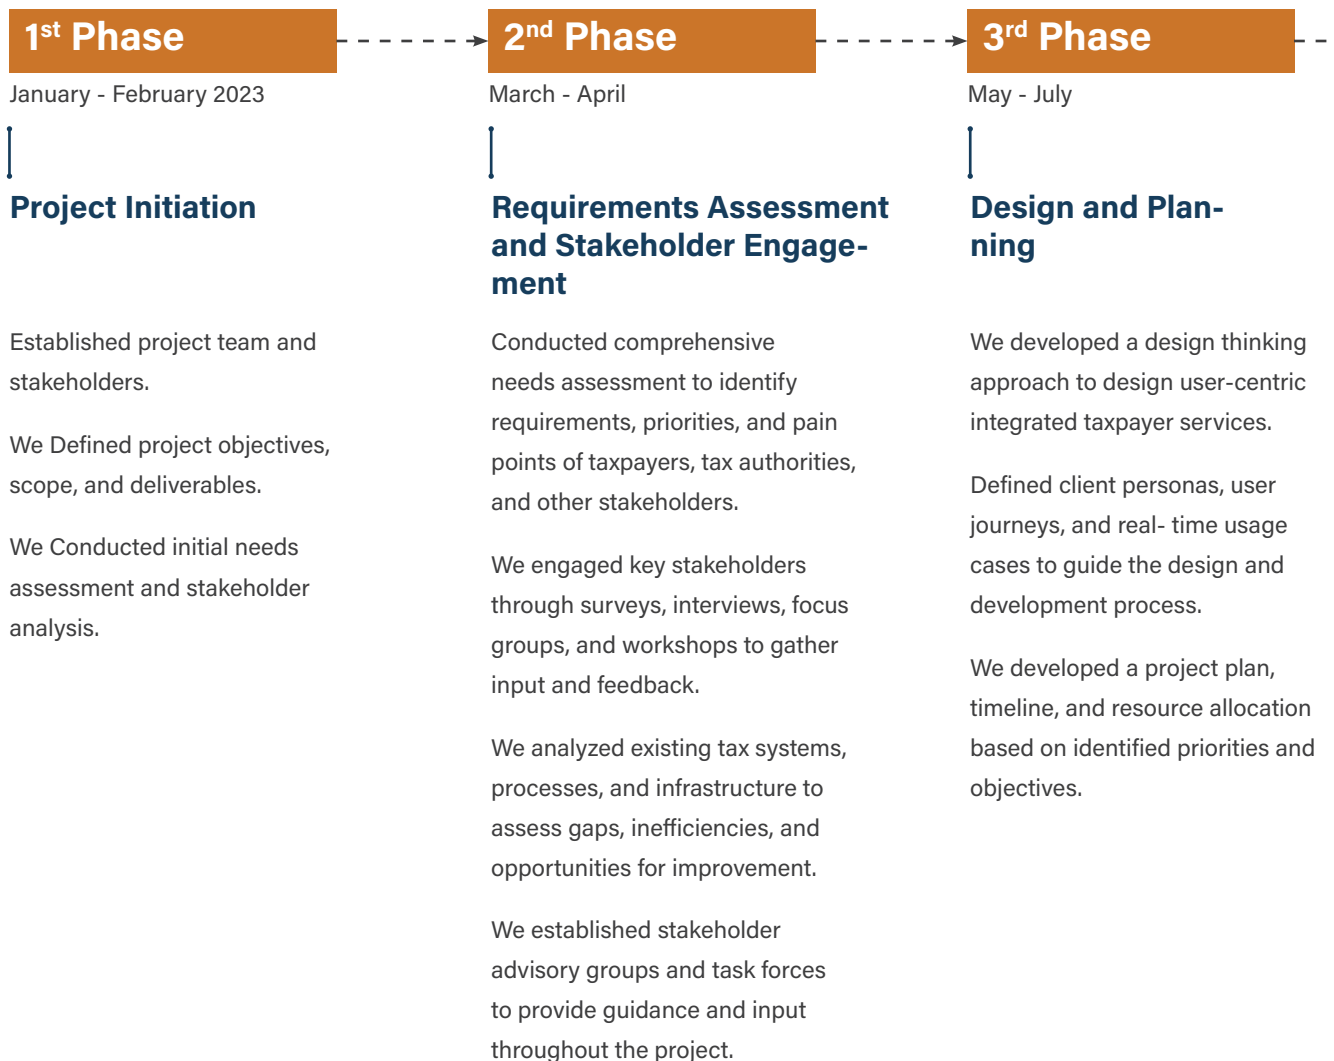 1st Phase
January - February 2023
Project Initiation
Established project team and
stakeholders.
We Defined project objectives,
scope, and deliverables.
We Conducted initial needs
assessment and stakeholder
analysis.
2nd Phase
March - April
Requirements Assessment
and Stakeholder Engage-
ment
Conducted comprehensive
needs assessment to identify
requirements, priorities, and pain
points of taxpayers, tax authorities,
and other stakeholders.
We engaged key stakeholders
through surveys, interviews, focus
groups, and workshops to gather
input and feedback.
We analyzed existing tax systems,
processes, and infrastructure to
assess gaps, inefficiencies, and
opportunities for improvement.
We established stakeholder
advisory groups and task forces
to provide guidance and input
throughout the project.
3rd Phase
May - July
Design and Plan-
ning
We developed a design thinking
approach to design user-centric
integrated taxpayer services.
Defined client personas, user
journeys, and real- time usage
cases to guide the design and
development process.
We developed a project plan,
timeline, and resource allocation
based on identified priorities and
objectives.